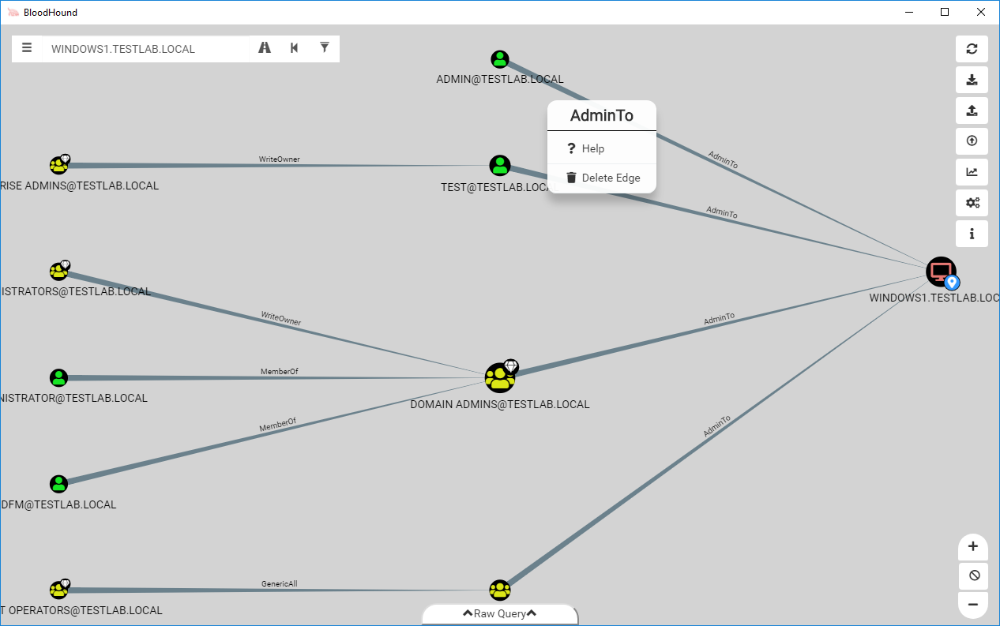 BloodHound
WINDOWS1.TESTLAB.LOCAL
ADMIN@TESTLAB.LOCAL
AdminTo
Help
Delete Edge
AdminTo
WriteOwner
RISE ADMINS@TESTLAB.LOCAL
TEST@TESTLAB.LOCA
AdminTo
ISTRATORS@TESTLAB.LOCAL
WINDOWS1.TESTLAB.LOC
WriteOwner
AdminTo
MemberOf
NISTRATOR@TESTLAB.LOCAL
DOMAIN ADMINS@TESTLAB.LOCAL
MemberOf
AdminTo
DFM@TESTLAB.LOCAL
GenericAll
T OPERATORS@TESTLAB.LOCAL
Raw Query